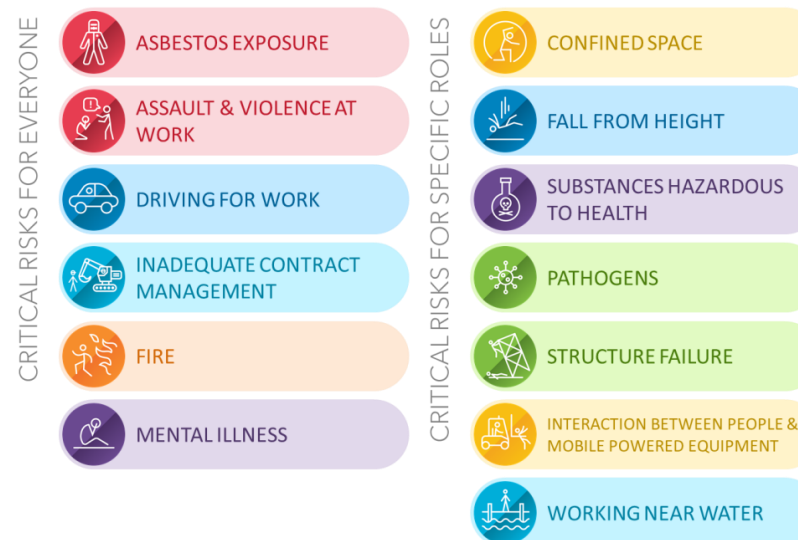 CRITICAL RISKS FOR EVERYONE
ASBESTOS EXPOSURE
ASSAULT & VIOLENCE AT
WORK
DRIVING FOR WORK
INADEQUATE CONTRACT
MANAGEMENT
FIRE
MENTAL ILLNESS
CRITICAL RISKS FOR SPECIFIC ROLES
CONFINED SPACE
FALL FROM HEIGHT
SUBSTANCES HAZARDOUS
TO HEALTH
PATHOGENS
STRUCTURE FAILURE
INTERACTION BETWEEN PEOPLE &
MOBILE POWERED EQUIPMENT
WORKING NEAR WATER